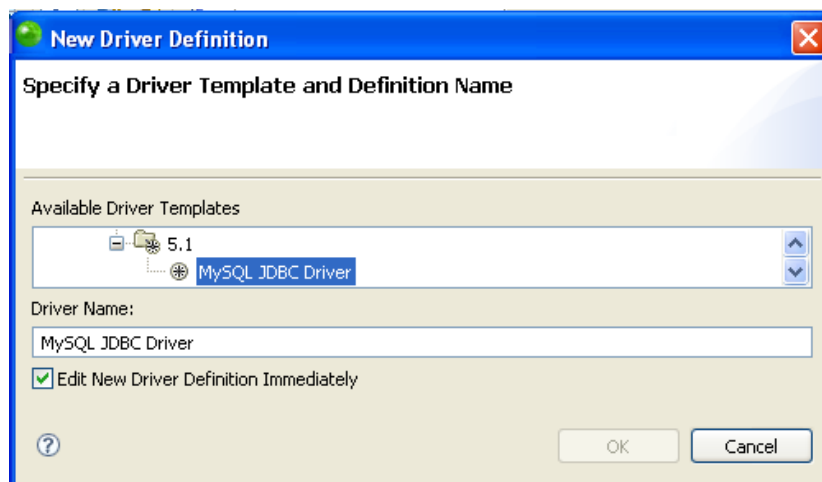 New Driver Definition
Specify a Driver Template and Definition Name
Available Driver Templates
5.1
MySQL JDBC Driver
Driver Name:
MySQL JDBC Driver
Edit New Driver Definition Immediately
OK Cancel